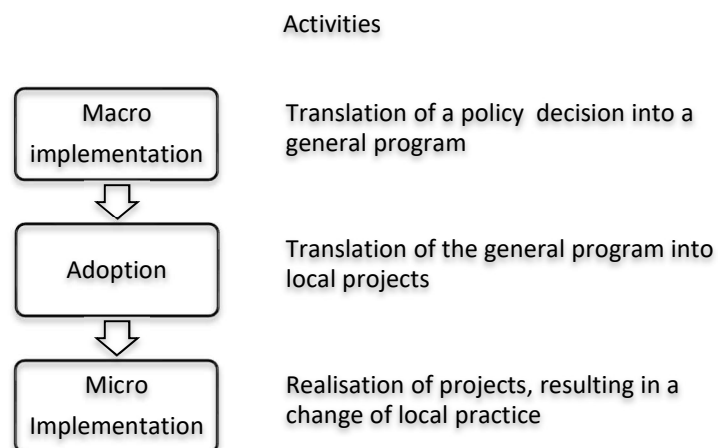 Activities
Macro
implementation
Translation of a policy decision into a
general program
Adoption
Translation of the general program into
local projects
Micro
Implementation
Realisation of projects, resulting in a
change of local practice